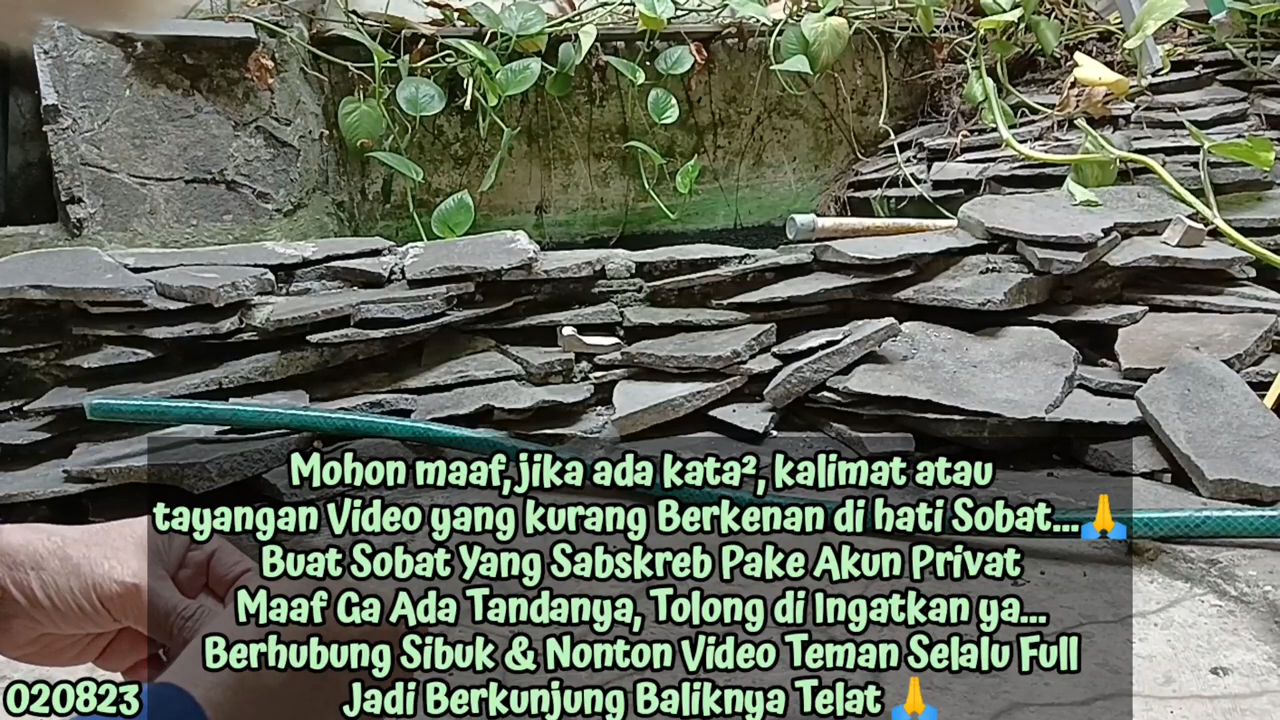 Mohon maaf,jika ada kata², kalimat atau
tayangan Video yang kurang Berkenan di hati Sobat...🙏
Buat Sobat Yang Sabskreb Pake Akun Privat
Maaf Ga Ada Tandanya, Tolong di Ingatkan ya...
Berhubung Sibuk & Nonton Video Teman Selalu Full
Jadi Berkunjung Baliknya Telat 🙏
020823